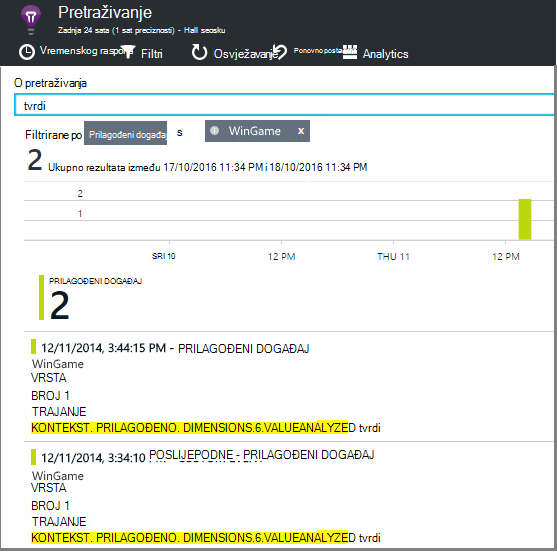 Pretraživanje
Zadnja 24 sata (1 sat preciznosti) - Hall seosku
Vremenskog raspo Filtri Osvježavanje Ponovno posta Analytics
O pretraživanja
tvrdi
Filtrirane po Prilagođeni događaj s WinGame x
2 Ukupno rezultata između 17/10/2016 11:34 PM i 18/10/2016 11:34 PM
2
1
SRI 10 12 PM THU 11 12 PM
PRILAGOĐENI DOGAĐAJ
2
12/11/2014, 3:44:15 PM - PRILAGOĐENI DOGAĐAJ
WinGame
VRSTA
BROJ 1
TRAJANJE
KONTEKST. PRILAGOĐENO. DIMENSIONS.6.VALUEANALYZED tvrdi
12/11/2014, 3:34:10 POSLIJEPODNE - PRILAGOĐENI DOGAĐAJ
WinGame
VRSTA
BROJ 1
TRAJANJE
KONTEKST. PRILAGOĐENO. DIMENSIONS.6.VALUEANALYZED tvrdi